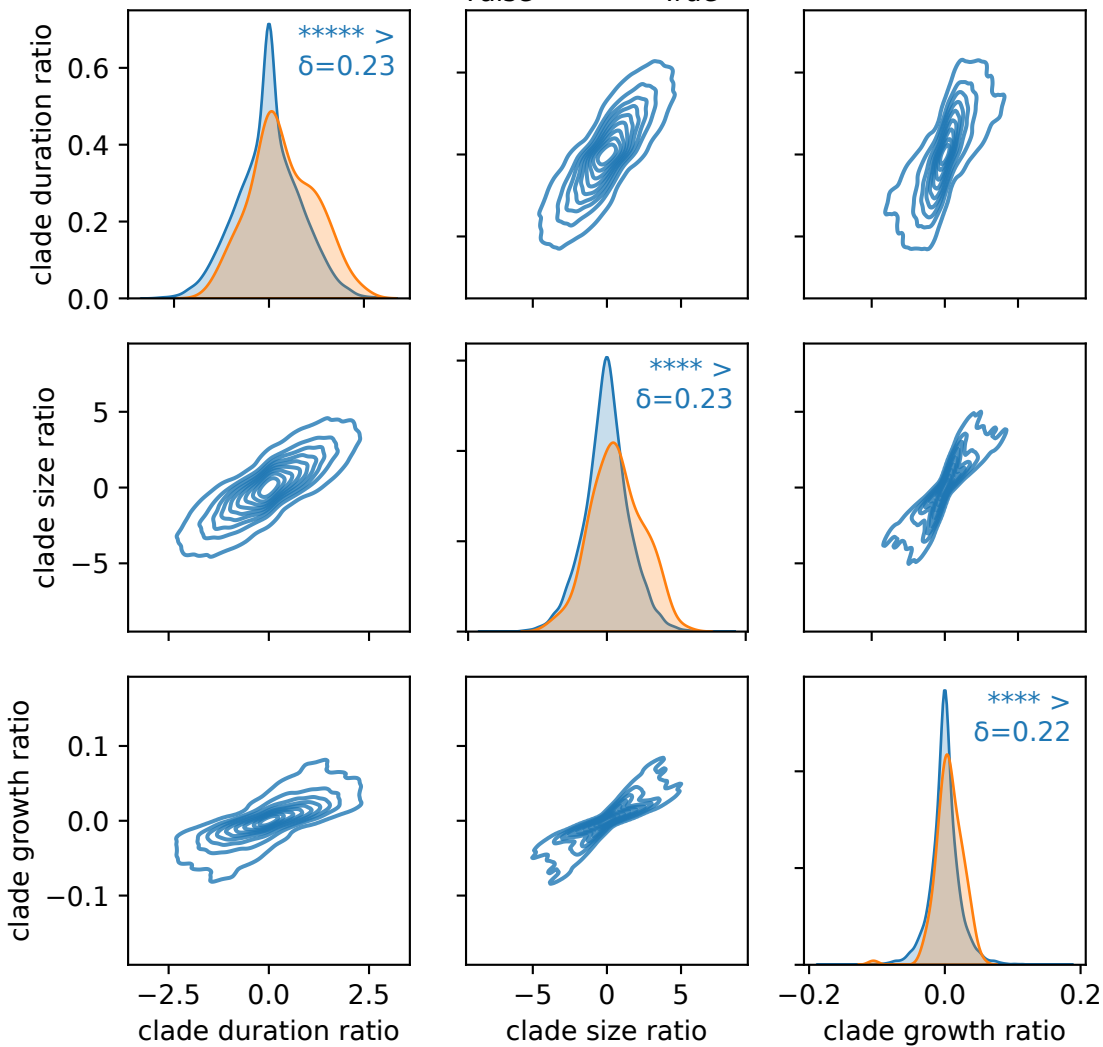 clade duration ratio
0.6
0.4
0.2
0.0
***** >
δ=0.23
clade size ratio
5
0
−5
**** >
δ=0.23
clade growth ratio
0.1
0.0
−0.1
**** >
δ=0.22
−2.5 0.0 2.5
−5 0 5
−0.2 0.0 0.2
clade duration ratio
clade size ratio
clade growth ratio